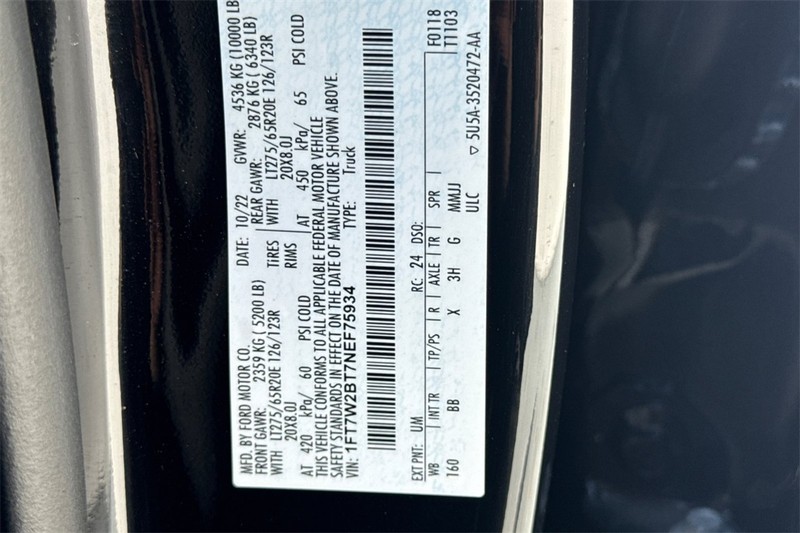 MFD. BY FORD MOTOR CO.
DATE: 10/22 GVWR: 4536 KG (10000 LB
FRONT GAWR: 2359 KG ( 5200 LB)
REAR GAWR: 2876 KG ( 6340 LB)
WITH LT275/65R20E 126/123R TIRES
WITH LT275/65R20E 126/123R
20X8.0J RIMS
20X8.0J
AT 420 kPa/ 60 PSI COLD
AT 450 kPa/ 65 PSI COLD
THIS VEHICLE CONFORMS TO ALL APPLICABLE FEDERAL MOTOR VEHICLE
SAFETY STANDARDS IN EFFECT ON THE DATE OF MANUFACTURE SHOWN ABOVE.
VIN: 1FT7W2BT7NEF75934 TYPE: Truck
F0118
T1103
EXT PNT: UM RC: 24 DSO:
WB INT TR TP/PS R AXLE TR SPR
160 BB X 3H G MMJJ
ULC
▽ 5U5A-3520472-AA